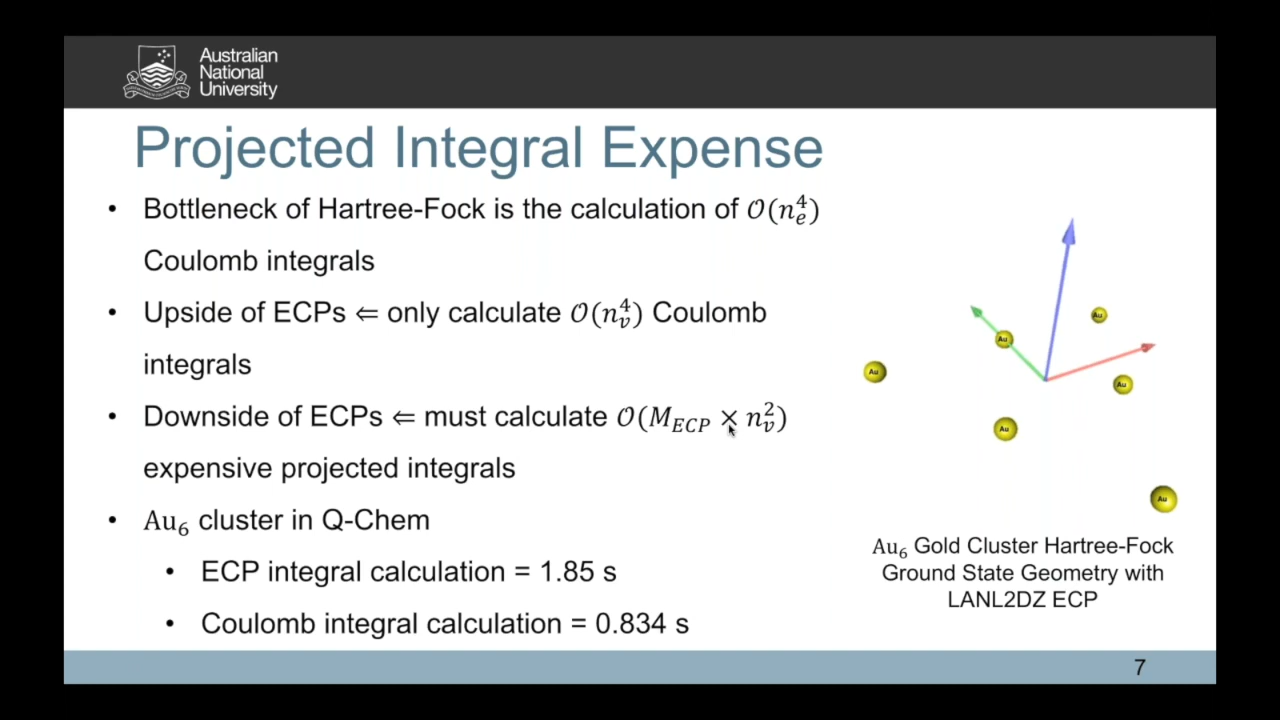 Australian
National
University
Projected Integral Expense
• Bottleneck of Hartree-Fock is the calculation of 𝒪(nₑ⁴)
Coulomb integrals
• Upside of ECPs ⇐ only calculate 𝒪(nᵥ⁴) Coulomb
integrals
• Downside of ECPs ⇐ must calculate 𝒪(M_ECP × nᵥ²)
expensive projected integrals
• Au₆ cluster in Q-Chem
• ECP integral calculation = 1.85 s
• Coulomb integral calculation = 0.834 s
Au
Au
Au
Au
Au
Au
Au₆ Gold Cluster Hartree-Fock
Ground State Geometry with
LANL2DZ ECP
7